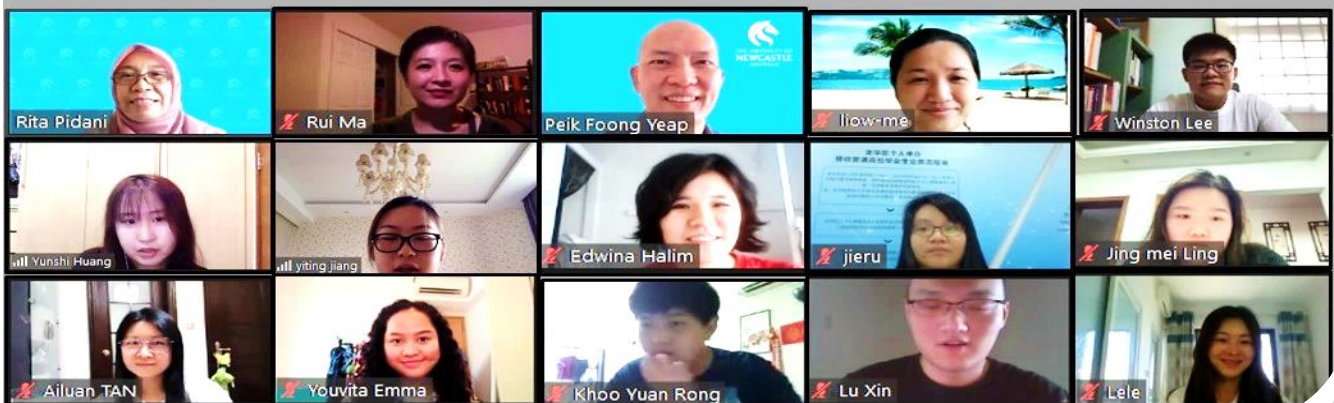 Rita Pidani
Rui Ma
THE UNIVERSITY OF
NEWCASTLE
AUSTRALIA
Peik Foong Yeap
liow-me
Winston Lee
Yunshi Huang
yiting jiang
Edwina Halim
jieru
Jing mei Ling
Ailuan TAN
Youvita Emma
Khoo Yuan Rong
Lu Xin
Lele